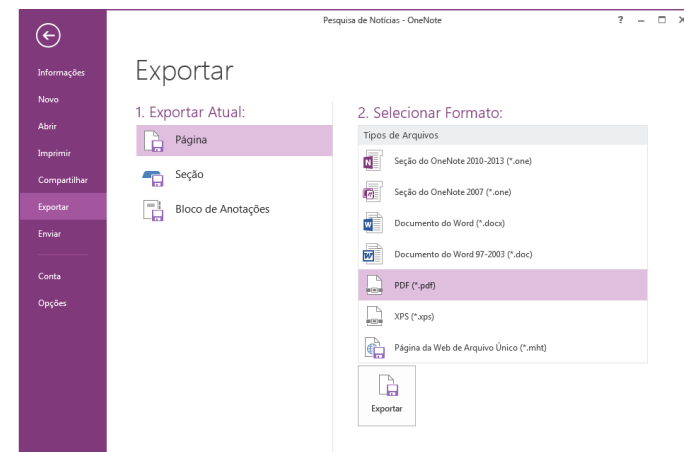 Pesquisa de Notícias - OneNote
Informações
Novo
Abrir
Imprimir
Compartilhar
Exportar
Enviar
Conta
Opções
Exportar
1. Exportar Atual:
Página
Seção
Bloco de Anotações
2. Selecionar Formato:
Tipos de Arquivos
Seção do OneNote 2010-2013 (*.one)
Seção do OneNote 2007 (*.one)
Documento do Word (*.docx)
Documento do Word 97-2003 (*.doc)
PDF (*.pdf)
XPS (*.xps)
Página da Web de Arquivo Único (*.mht)
Exportar